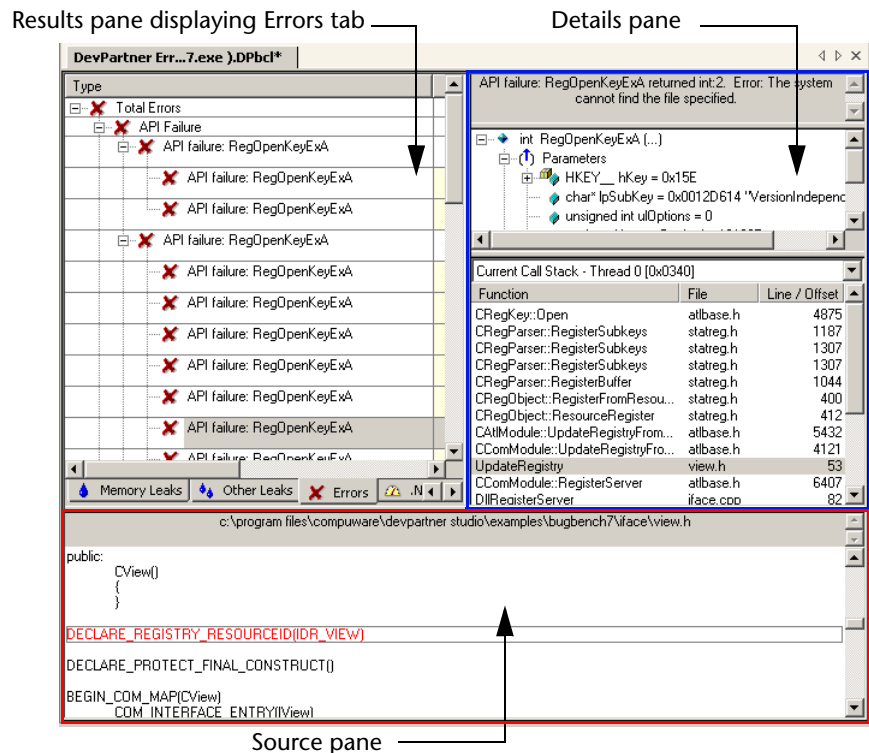 Results pane displaying Errors tab
Details pane
DevPartner Err...7.exe ).DPbcl*
Type
Total Errors
API Failure
API failure: RegOpenKeyExA
API failure: RegOpenKeyExA
API failure: RegOpenKeyExA
API failure: RegOpenKeyExA
API failure: RegOpenKeyExA
API failure: RegOpenKeyExA
API failure: RegOpenKeyExA
API failure: RegOpenKeyExA
API failure: RegOpenKeyExA
API failure: RegOpenKeyExA
API failure: RegOpenKeyExA
Memory Leaks
Other Leaks
Errors
.N
API failure: RegOpenKeyExA returned int:2. Error: The system
cannot find the file specified.
int RegOpenKeyExA (...)
Parameters
HKEY__ hKey = 0x15E
char* lpSubKey = 0x0012D614 "VersionIndepenc
unsigned int ulOptions = 0
Current Call Stack - Thread 0 [0x0340]
Function File Line / Offset
CRegKey::Open atlbase.h 4875
CRegParser::RegisterSubkeys statreg.h 1187
CRegParser::RegisterSubkeys statreg.h 1307
CRegParser::RegisterSubkeys statreg.h 1307
CRegParser::RegisterBuffer statreg.h 1044
CRegObject::RegisterFromResou... statreg.h 400
CRegObject::ResourceRegister statreg.h 412
CAtlModule::UpdateRegistryFrom... atlbase.h 5432
CComModule::UpdateRegistryFro... atlbase.h 4121
UpdateRegistry view.h 53
CComModule::RegisterServer atlbase.h 6407
DllRegisterServer iface.cpp 82
c:\program files\compuware\devpartner studio\examples\bugbench7\iface\view.h
public:
CView()
{
}
DECLARE_REGISTRY_RESOURCEID(IDR_VIEW)
DECLARE_PROTECT_FINAL_CONSTRUCT()
BEGIN_COM_MAP(CView)
COM_INTERFACE_ENTRY(IView)
Source pane